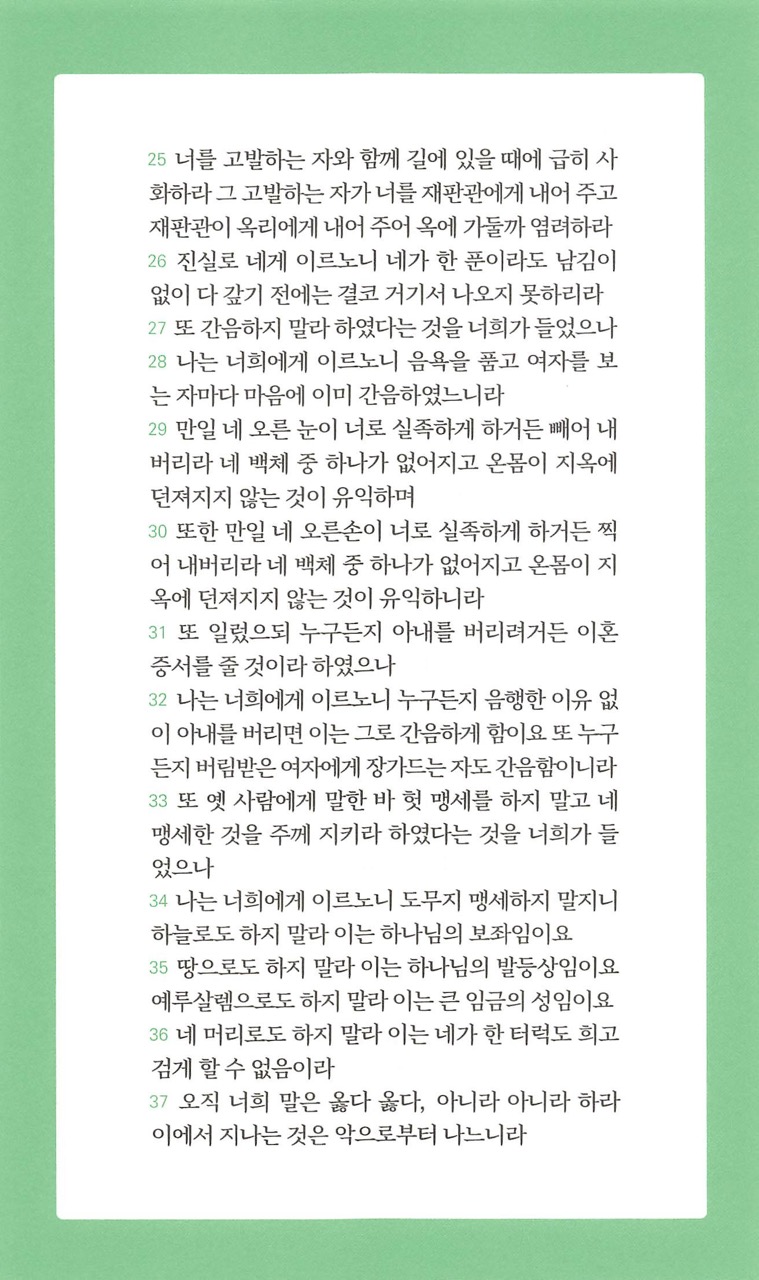 25 너를 고발하는 자와 함께 길에 있을 때에 급히 사
화하라 그 고발하는 자가 너를 재판관에게 내어 주고
재판관이 옥리에게 내어 주어 옥에 가둘까 염려하라
26 진실로 네게 이르노니 네가 한 푼이라도 남김이
없이 다 갚기 전에는 결코 거기서 나오지 못하리라
27 또 간음하지 말라 하였다는 것을 너희가 들었으나
28 나는 너희에게 이르노니 음욕을 품고 여자를 보
는 자마다 마음에 이미 간음하였느니라
29 만일 네 오른 눈이 너로 실족하게 하거든 빼어 내
버리라 네 백체 중 하나가 없어지고 온몸이 지옥에
던져지지 않는 것이 유익하며
30 또한 만일 네 오른손이 너로 실족하게 하거든 찍
어 내버리라 네 백체 중 하나가 없어지고 온몸이 지
옥에 던져지지 않는 것이 유익하니라
31 또 일렀으되 누구든지 아내를 버리려거든 이혼
증서를 줄 것이라 하였으나
32 나는 너희에게 이르노니 누구든지 음행한 이유 없
이 아내를 버리면 이는 그로 간음하게 함이요 또 누구
든지 버림받은 여자에게 장가드는 자도 간음함이니라
33 또 옛 사람에게 말한 바 헛 맹세를 하지 말고 네
맹세한 것을 주께 지키라 하였다는 것을 너희가 들
었으나
34 나는 너희에게 이르노니 도무지 맹세하지 말지니
하늘로도 하지 말라 이는 하나님의 보좌임이요
35 땅으로도 하지 말라 이는 하나님의 발등상임이요
예루살렘으로도 하지 말라 이는 큰 임금의 성임이요
36 네 머리로도 하지 말라 이는 네가 한 터럭도 희고
검게 할 수 없음이라
37 오직 너희 말은 옳다 옳다, 아니라 아니라 하라
이에서 지나는 것은 악으로부터 나느니라